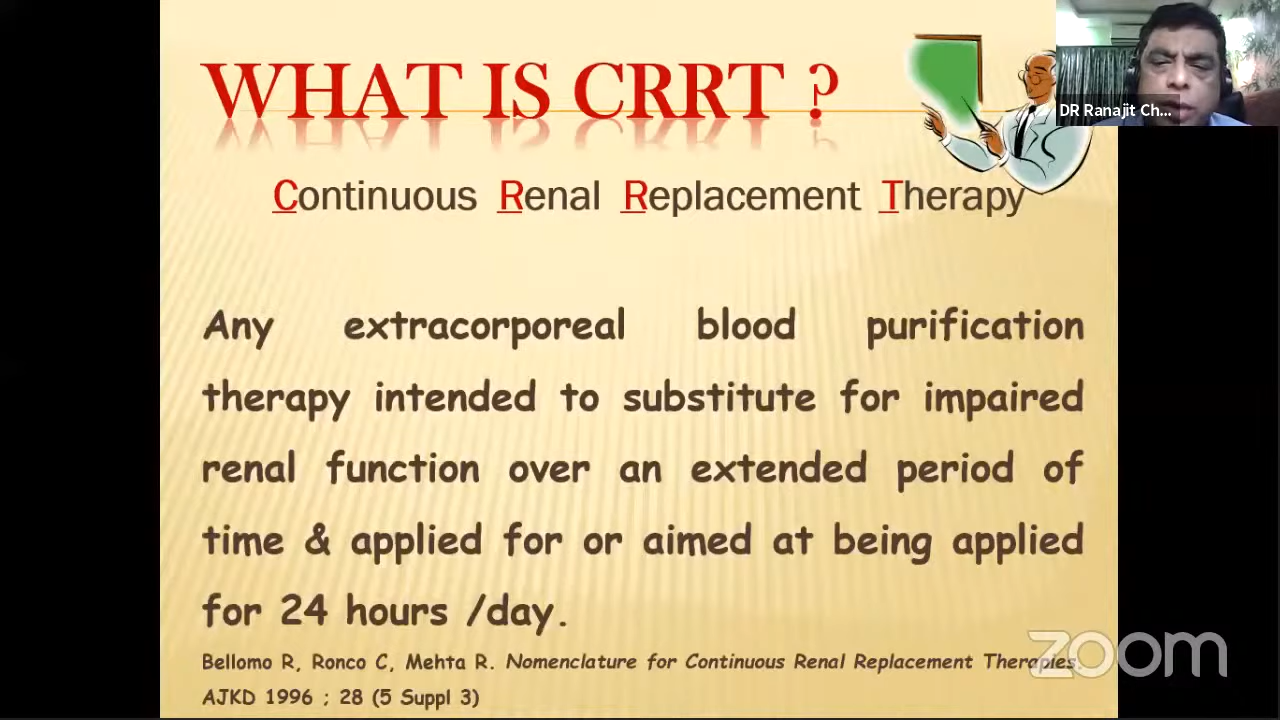 WHAT IS CRRT ?
DR Ranajit Ch...
Continuous Renal Replacement Therapy
Any extracorporeal blood purification
therapy intended to substitute for impaired
renal function over an extended period of
time & applied for or aimed at being applied
for 24 hours /day.
Bellomo R, Ronco C, Mehta R. Nomenclature for Continuous Renal Replacement Therapies.
AJKD 1996 ; 28 (5 Suppl 3)
zoom